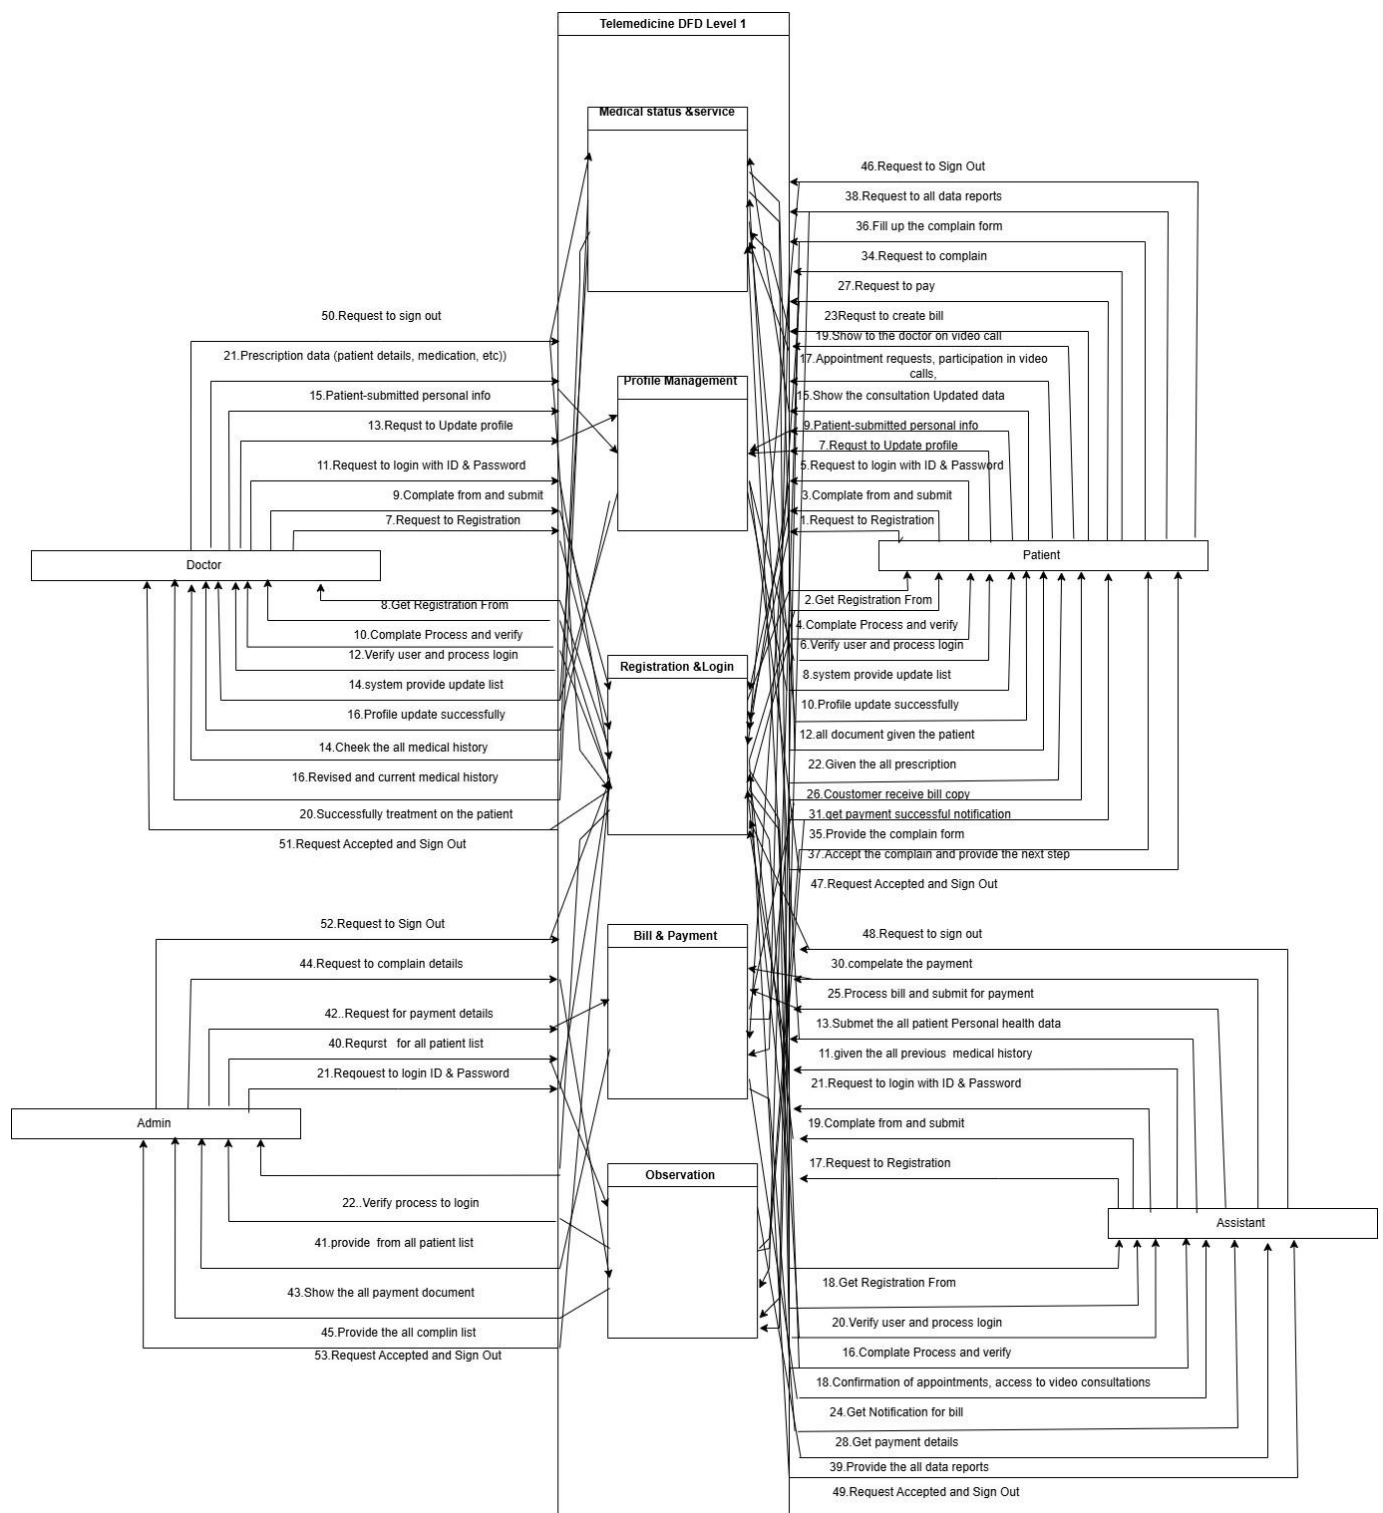 Telemedicine DFD Level 1
Medical status &service
46.Request to Sign Out
38.Request to all data reports
36.Fill up the complain form
34.Request to complain
27.Request to pay
23Requst to create bill
19.Show to the doctor on video call
17.Appointment requests, participation in video
calls,
15.Show the consultation Updated data
9.Patient-submitted personal info
7.Requst to Update profile
5.Request to login with ID & Password
3.Complate from and submit
1.Request to Registration
Patient
50.Request to sign out
21.Prescription data (patient details, medication, etc))
15.Patient-submitted personal info
13.Requst to Update profile
11.Request to login with ID & Password
9.Complate from and submit
7.Request to Registration
Doctor
Profile Management
8.Get Registration From
10.Complate Process and verify
12.Verify user and process login
14.system provide update list
16.Profile update successfully
14.Cheek the all medical history
16.Revised and current medical history
20.Successfully treatment on the patient
51.Request Accepted and Sign Out
Registration &Login
2.Get Registration From
4.Complate Process and verify
6.Verify user and process login
8.system provide update list
10.Profile update successfully
12.all document given the patient
22.Given the all prescription
26.Coustomer receive bill copy
31.get payment successful notification
35.Provide the complain form
37.Accept the complain and provide the next step
47.Request Accepted and Sign Out
52.Request to Sign Out
44.Request to complain details
42..Request for payment details
40.Requrst for all patient list
21.Reqouest to login ID & Password
Admin
Bill & Payment
48.Request to sign out
30.compelate the payment
25.Process bill and submit for payment
13.Submet the all patient Personal health data
11.given the all previous medical history
21.Request to login with ID & Password
19.Complate from and submit
17.Request to Registration
Assistant
Observation
22..Verify process to login
41.provide from all patient list
43.Show the all payment document
45.Provide the all complin list
53.Request Accepted and Sign Out
18.Get Registration From
20.Verify user and process login
16.Complate Process and verify
18.Confirmation of appointments, access to video consultations
24.Get Notification for bill
28.Get payment details
39.Provide the all data reports
49.Request Accepted and Sign Out